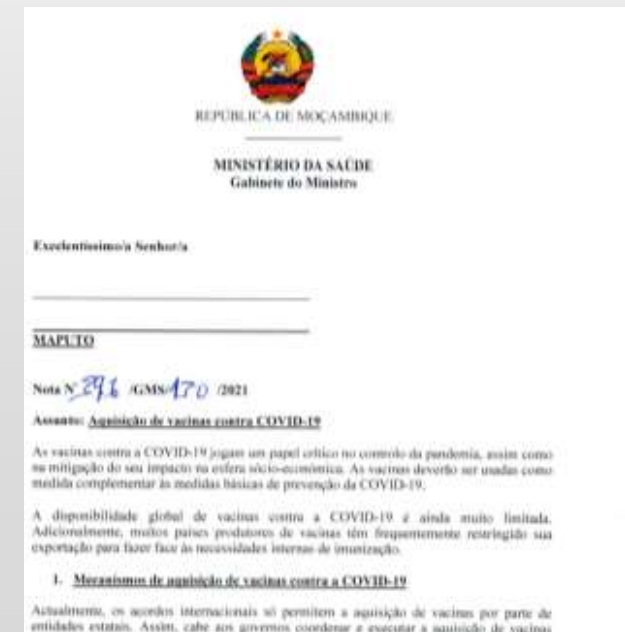 REPÚBLICA DE MOÇAMBIQUE
MINISTÉRIO DA SAÚDE
Gabinete do Ministro
Excelentíssimo/a Senhor/a
MAPUTO
Nota Nº /GMS/170 /2021
Assunto: Aquisição de vacinas contra COVID-19
As vacinas contra a COVID-19 jogam um papel crítico no controlo da pandemia, assim como
na mitigação do seu impacto na esfera sócio-económica. As vacinas deverão ser usadas como
medida complementar às medidas básicas de prevenção da COVID-19.
A disponibilidade global de vacinas contra a COVID-19 é ainda muito limitada.
Adicionalmente, muitos países produtores de vacinas têm frequentemente restringido sua
exportação para fazer face às necessidades internas de imunização.
1. Mecanismos de aquisição de vacinas contra a COVID-19
Actualmente, os acordos internacionais só permitem a aquisição de vacinas por parte de
entidades estatais. Assim, cabe aos governos coordenar e executar a aquisição de vacinas